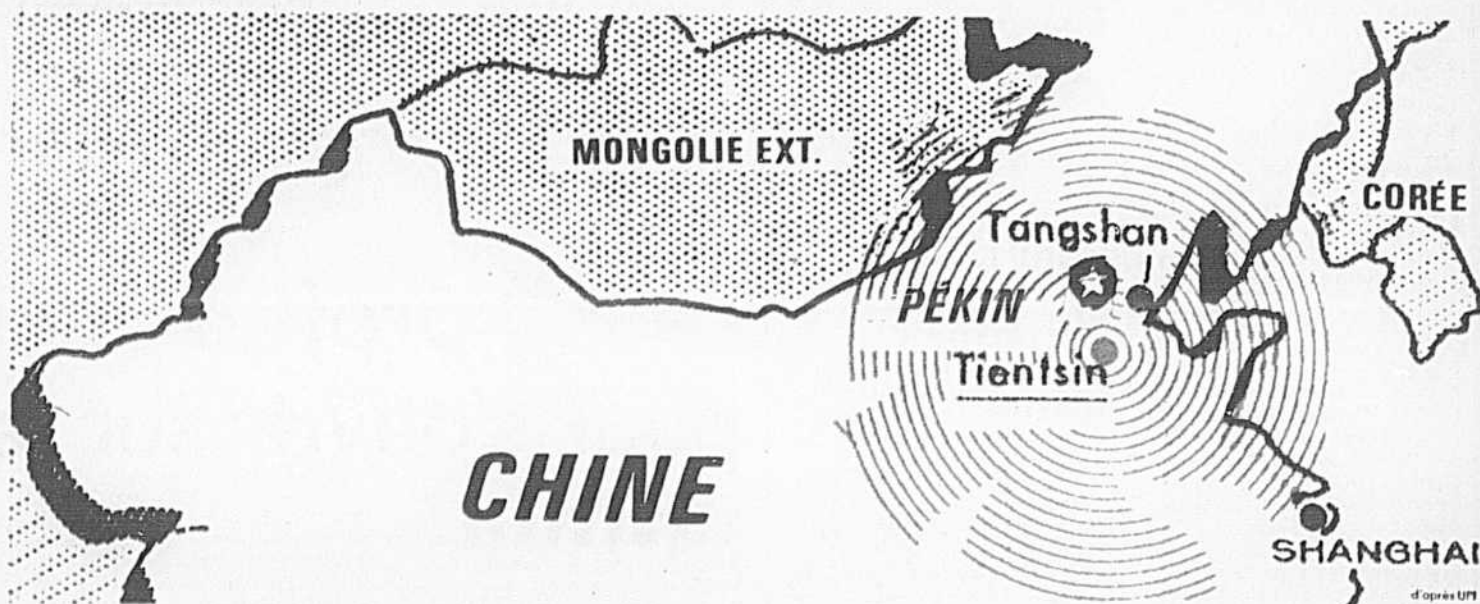 MONGOLIE EXT.
CORÉE
Tangshan
PÉKIN
Tientsin
CHINE
SHANGHAI
d'après UPI